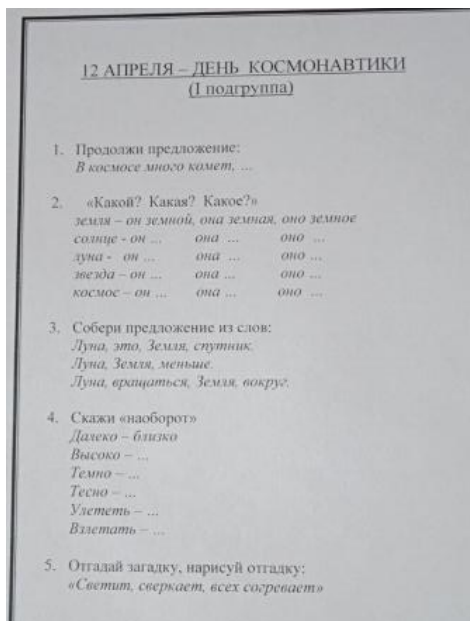 12 АПРЕЛЯ – ДЕНЬ КОСМОНАВТИКИ
(I подгруппа)
1. Продолжи предложение:
В космосе много комет, ...
2. «Какой? Какая? Какое?»
земля – он земной, она земная, оно земное
солнце - он ... она ... оно ...
луна - он ... она ... оно ...
звезда – он ... она ... оно ...
космос – он ... она ... оно ...
3. Собери предложение из слов:
Луна, это, Земля, спутник.
Луна, Земля, меньше.
Луна, вращаться, Земля, вокруг.
4. Скажи «наоборот»
Далеко – близко
Высоко – ...
Темно – ...
Тесно – ...
Улететь – ...
Взлетать – ...
5. Отгадай загадку, нарисуй отгадку:
«Светит, сверкает, всех согревает»